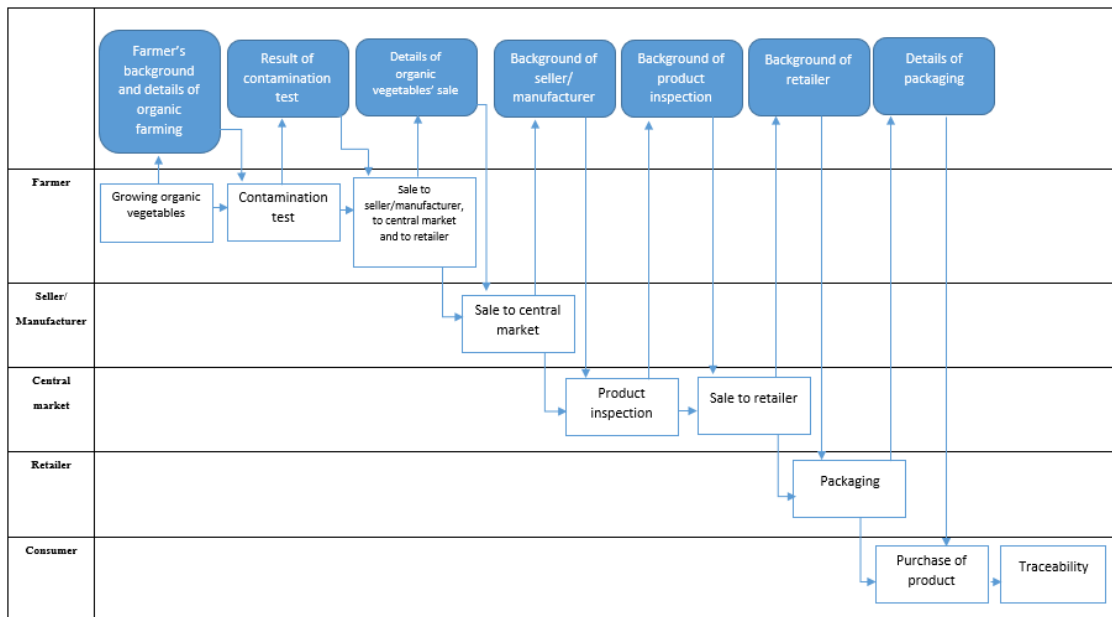 Farmer's
background
and details of
organic
farming
Result of
contamination
test
Details of
organic
vegetables' sale
Background of
seller/
manufacturer
Background of
product
inspection
Background of
retailer
Details of
packaging
Farmer
Growing organic
vegetables
Contamination
test
Sale to
seller/manufacturer,
to central market
and to retailer
Seller/
Manufacturer
Sale to central
market
Central
market
Product
inspection
Sale to retailer
Retailer
Packaging
Consumer
Purchase of
product
Traceability